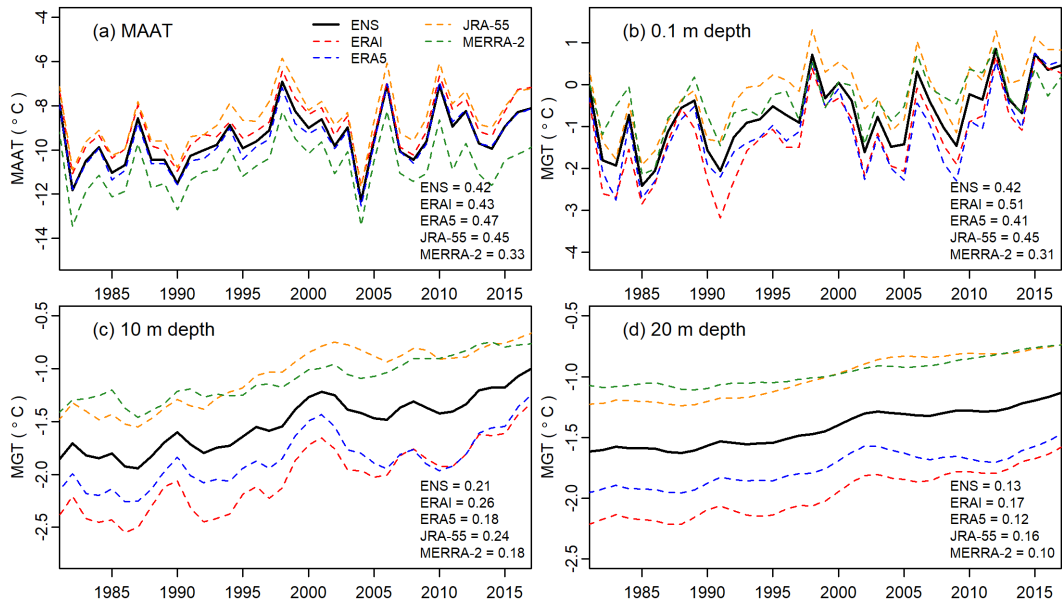 (a) MAAT
ENS
ERAI
ERA5
JRA-55
MERRA-2
MAAT ( ° C )
-4
-6
-8
-10
-12
-14
ENS = 0.42
ERAI = 0.43
ERA5 = 0.47
JRA-55 = 0.45
MERRA-2 = 0.33
1985 1990 1995 2000 2005 2010 2015
(b) 0.1 m depth
MGT ( ° C )
1
0
-1
-2
-3
-4
ENS = 0.42
ERAI = 0.51
ERA5 = 0.41
JRA-55 = 0.45
MERRA-2 = 0.31
1985 1990 1995 2000 2005 2010 2015
(c) 10 m depth
MGT ( ° C )
-0.5
-1.0
-1.5
-2.0
-2.5
ENS = 0.21
ERAI = 0.26
ERA5 = 0.18
JRA-55 = 0.24
MERRA-2 = 0.18
1985 1990 1995 2000 2005 2010 2015
(d) 20 m depth
MGT ( ° C )
-0.5
-1.0
-1.5
-2.0
-2.5
ENS = 0.13
ERAI = 0.17
ERA5 = 0.12
JRA-55 = 0.16
MERRA-2 = 0.10
1985 1990 1995 2000 2005 2010 2015